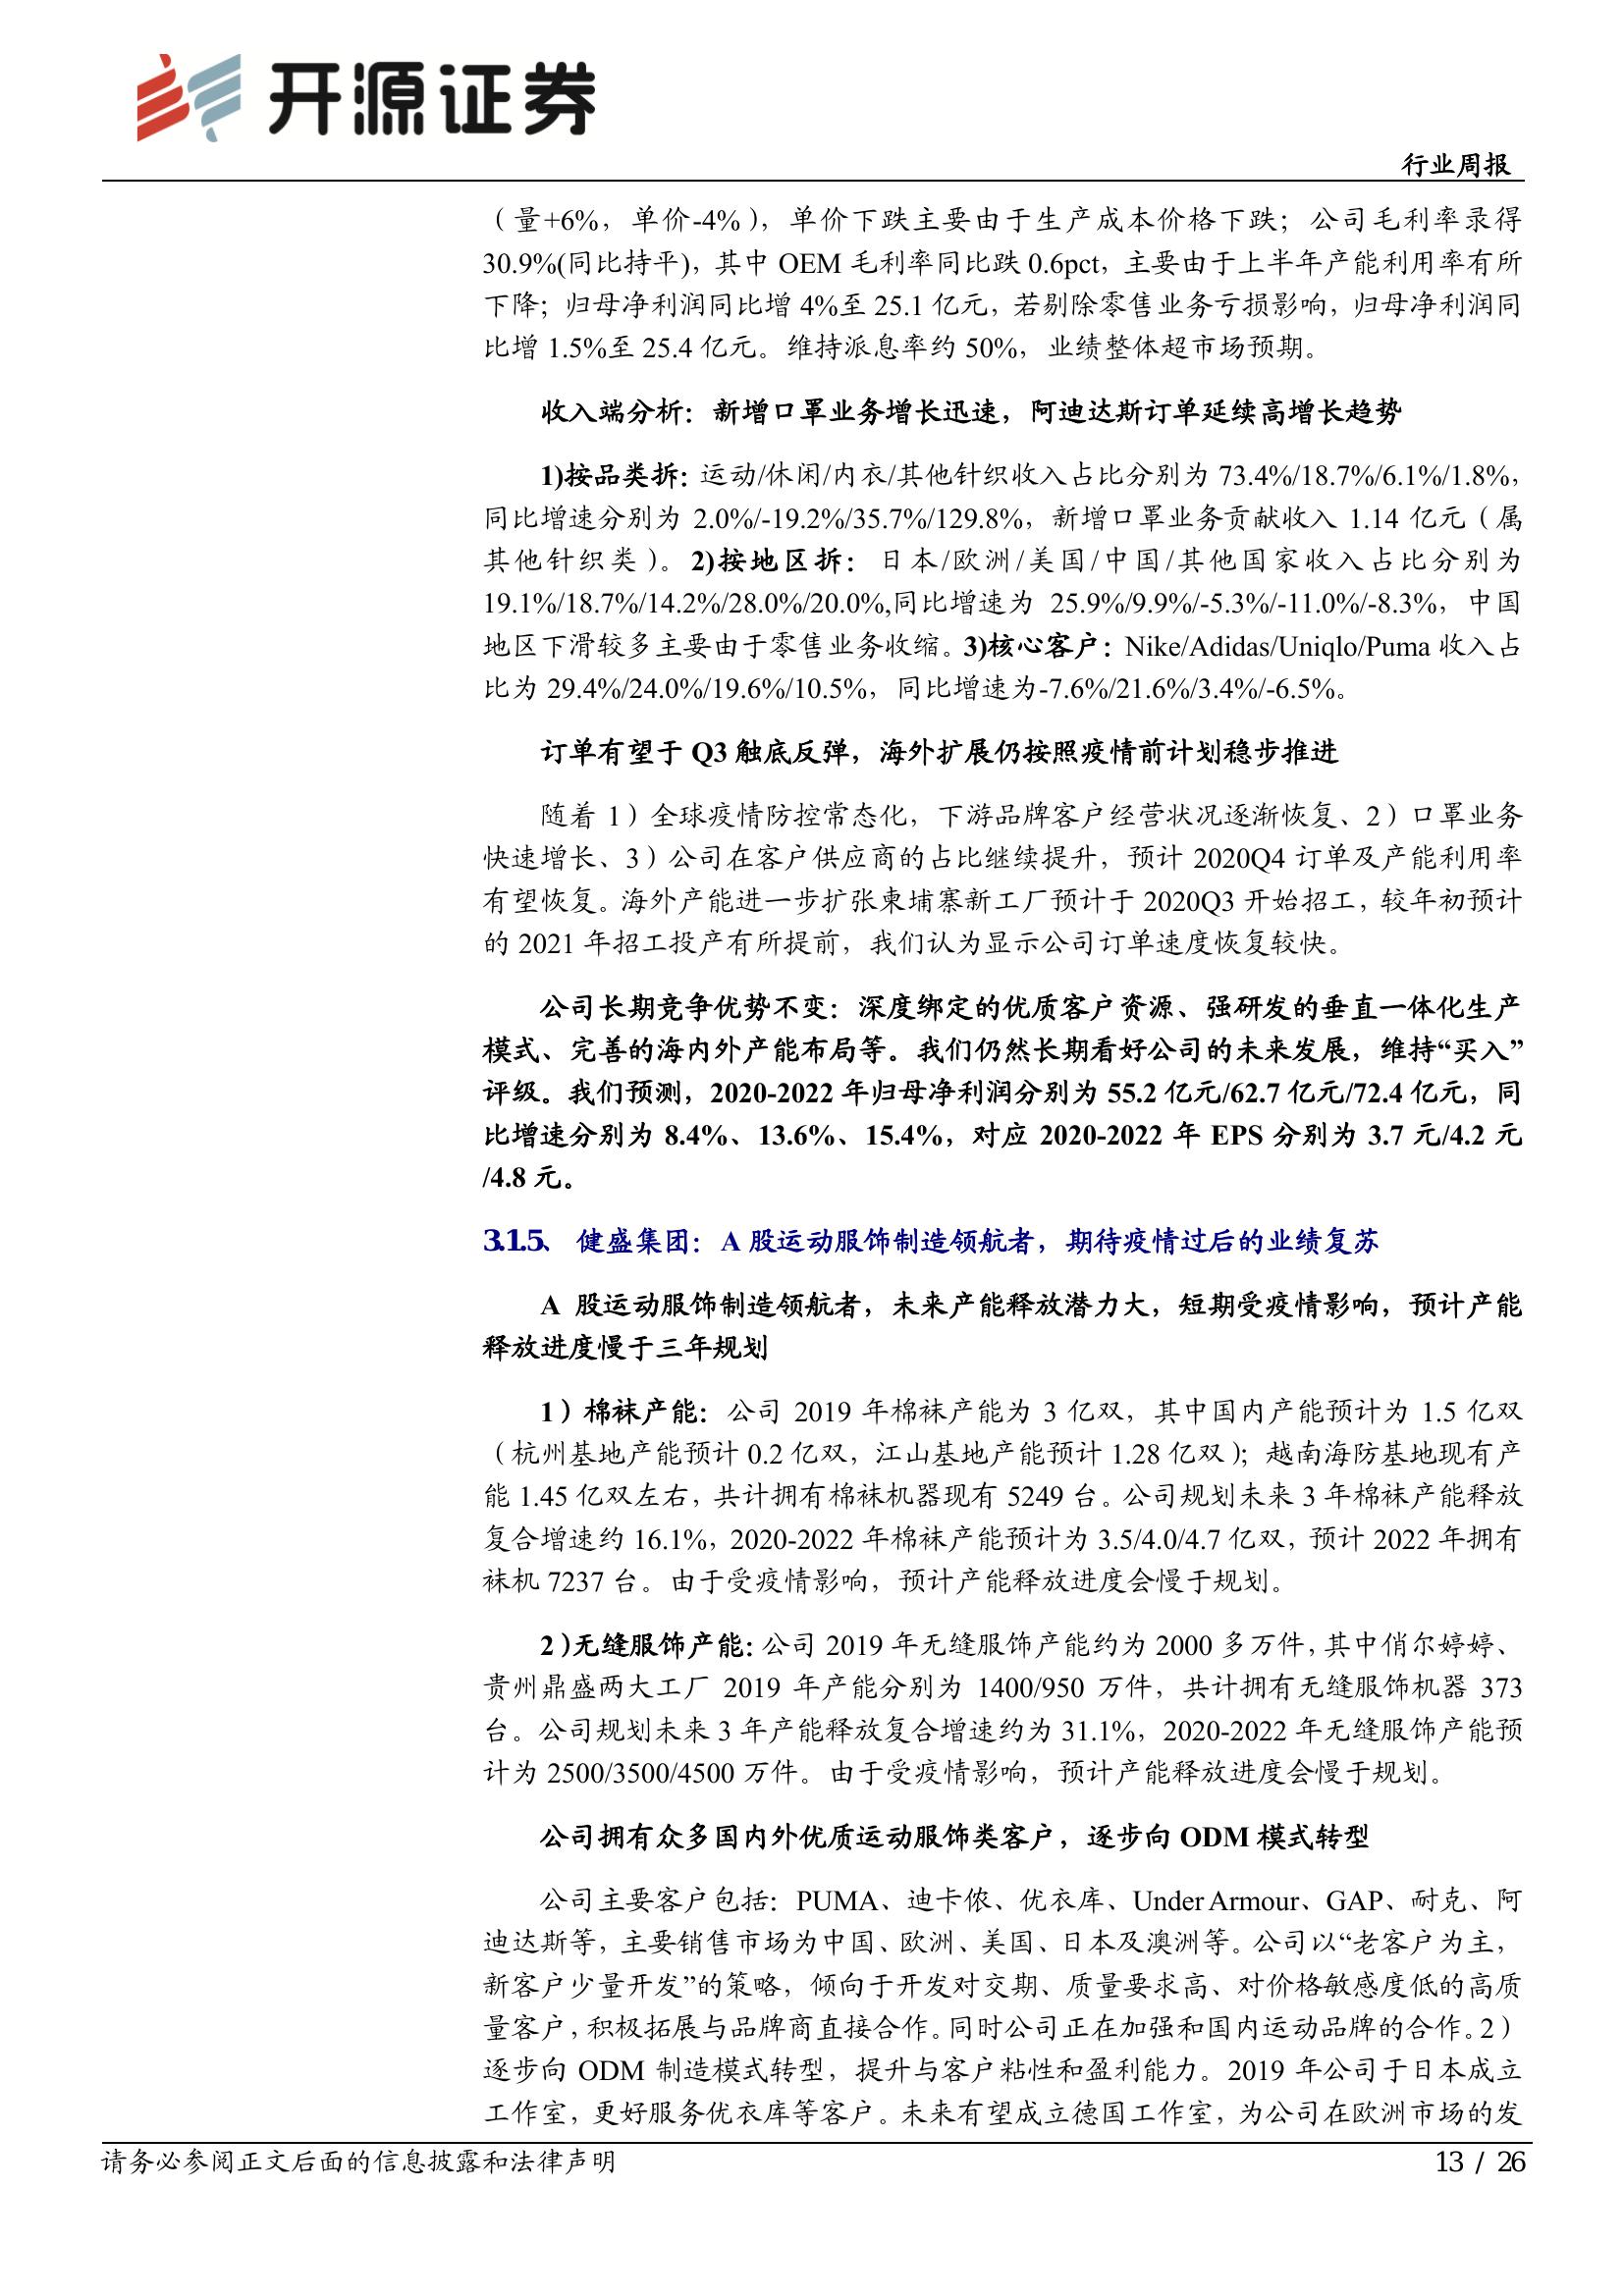 开源证券
行业周报
（量+6%，单价-4%），单价下跌主要由于生产成本价格下跌；公司毛利率录得
30.9%(同比持平)，其中 OEM 毛利率同比跌 0.6pct，主要由于上半年产能利用率有所
下降；归母净利润同比增 4%至 25.1 亿元，若剔除零售业务亏损影响，归母净利润同
比增 1.5%至 25.4 亿元。维持派息率约 50%，业绩整体超市场预期。
收入端分析：新增口罩业务增长迅速，阿迪达斯订单延续高增长趋势
1)按品类拆：运动/休闲/内衣/其他针织收入占比分别为 73.4%/18.7%/6.1%/1.8%，
同比增速分别为 2.0%/-19.2%/35.7%/129.8%，新增口罩业务贡献收入 1.14 亿元（属
其他针织类）。2)按地区拆：日本/欧洲/美国/中国/其他国家收入占比分别为
19.1%/18.7%/14.2%/28.0%/20.0%,同比增速为 25.9%/9.9%/-5.3%/-11.0%/-8.3%，中国
地区下滑较多主要由于零售业务收缩。3)核心客户：Nike/Adidas/Uniqlo/Puma 收入占
比为 29.4%/24.0%/19.6%/10.5%，同比增速为-7.6%/21.6%/3.4%/-6.5%。
订单有望于 Q3 触底反弹，海外扩展仍按照疫情前计划稳步推进
随着 1）全球疫情防控常态化，下游品牌客户经营状况逐渐恢复、2）口罩业务
快速增长、3）公司在客户供应商的占比继续提升，预计 2020Q4 订单及产能利用率
有望恢复。海外产能进一步扩张柬埔寨新工厂预计于 2020Q3 开始招工，较年初预计
的 2021 年招工投产有所提前，我们认为显示公司订单速度恢复较快。
公司长期竞争优势不变：深度绑定的优质客户资源、强研发的垂直一体化生产
模式、完善的海内外产能布局等。我们仍然长期看好公司的未来发展，维持“买入”
评级。我们预测，2020-2022 年归母净利润分别为 55.2 亿元/62.7 亿元/72.4 亿元，同
比增速分别为 8.4%、13.6%、15.4%，对应 2020-2022 年 EPS 分别为 3.7 元/4.2 元
/4.8 元。
3.1.5、 健盛集团：A 股运动服饰制造领航者，期待疫情过后的业绩复苏
A 股运动服饰制造领航者，未来产能释放潜力大，短期受疫情影响，预计产能
释放进度慢于三年规划
1）棉袜产能：公司 2019 年棉袜产能为 3 亿双，其中国内产能预计为 1.5 亿双
（杭州基地产能预计 0.2 亿双，江山基地产能预计 1.28 亿双）；越南海防基地现有产
能 1.45 亿双左右，共计拥有棉袜机器现有 5249 台。公司规划未来 3 年棉袜产能释放
复合增速约 16.1%，2020-2022 年棉袜产能预计为 3.5/4.0/4.7 亿双，预计 2022 年拥有
袜机 7237 台。由于受疫情影响，预计产能释放进度会慢于规划。
2）无缝服饰产能：公司 2019 年无缝服饰产能约为 2000 多万件，其中俏尔婷婷、
贵州鼎盛两大工厂 2019 年产能分别为 1400/950 万件，共计拥有无缝服饰机器 373
台。公司规划未来 3 年产能释放复合增速约为 31.1%，2020-2022 年无缝服饰产能预
计为 2500/3500/4500 万件。由于受疫情影响，预计产能释放进度会慢于规划。
公司拥有众多国内外优质运动服饰类客户，逐步向 ODM 模式转型
公司主要客户包括：PUMA、迪卡侬、优衣库、Under Armour、GAP、耐克、阿
迪达斯等，主要销售市场为中国、欧洲、美国、日本及澳洲等。公司以“老客户为主，
新客户少量开发”的策略，倾向于开发对交期、质量要求高、对价格敏感度低的高质
量客户，积极拓展与品牌商直接合作。同时公司正在加强和国内运动品牌的合作。2）
逐步向 ODM 制造模式转型，提升与客户粘性和盈利能力。2019 年公司于日本成立
工作室，更好服务优衣库等客户。未来有望成立德国工作室，为公司在欧洲市场的发
请务必参阅正文后面的信息披露和法律声明
13 / 26